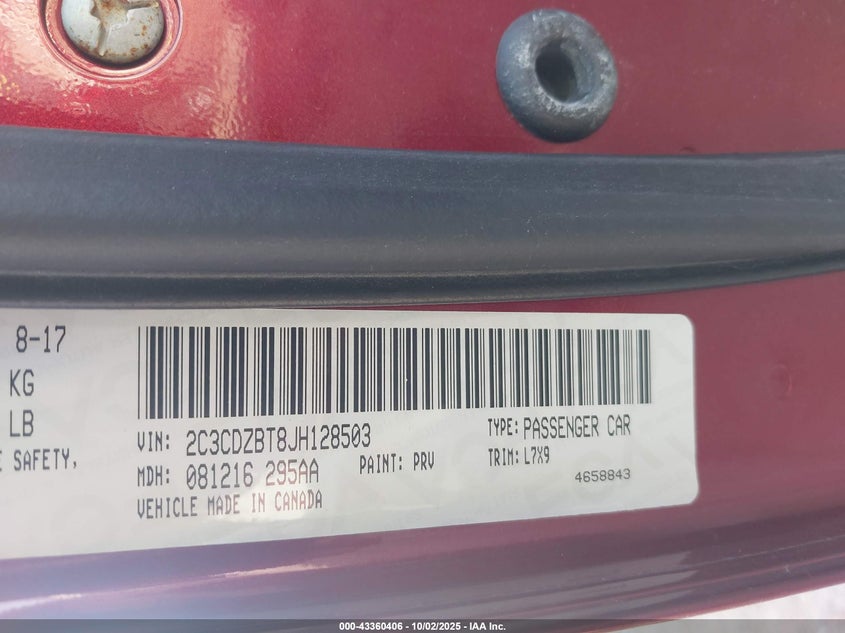 8-17
KG
LB
E SAFETY,
VIN: 2C3CDZBT8JH128503
TYPE: PASSENGER CAR
MDH: 081216 295AA
PAINT: PRV
TRIM: L7X9
4658843
VEHICLE MADE IN CANADA
000-43360406 - 10/02/2025 - IAA Inc.